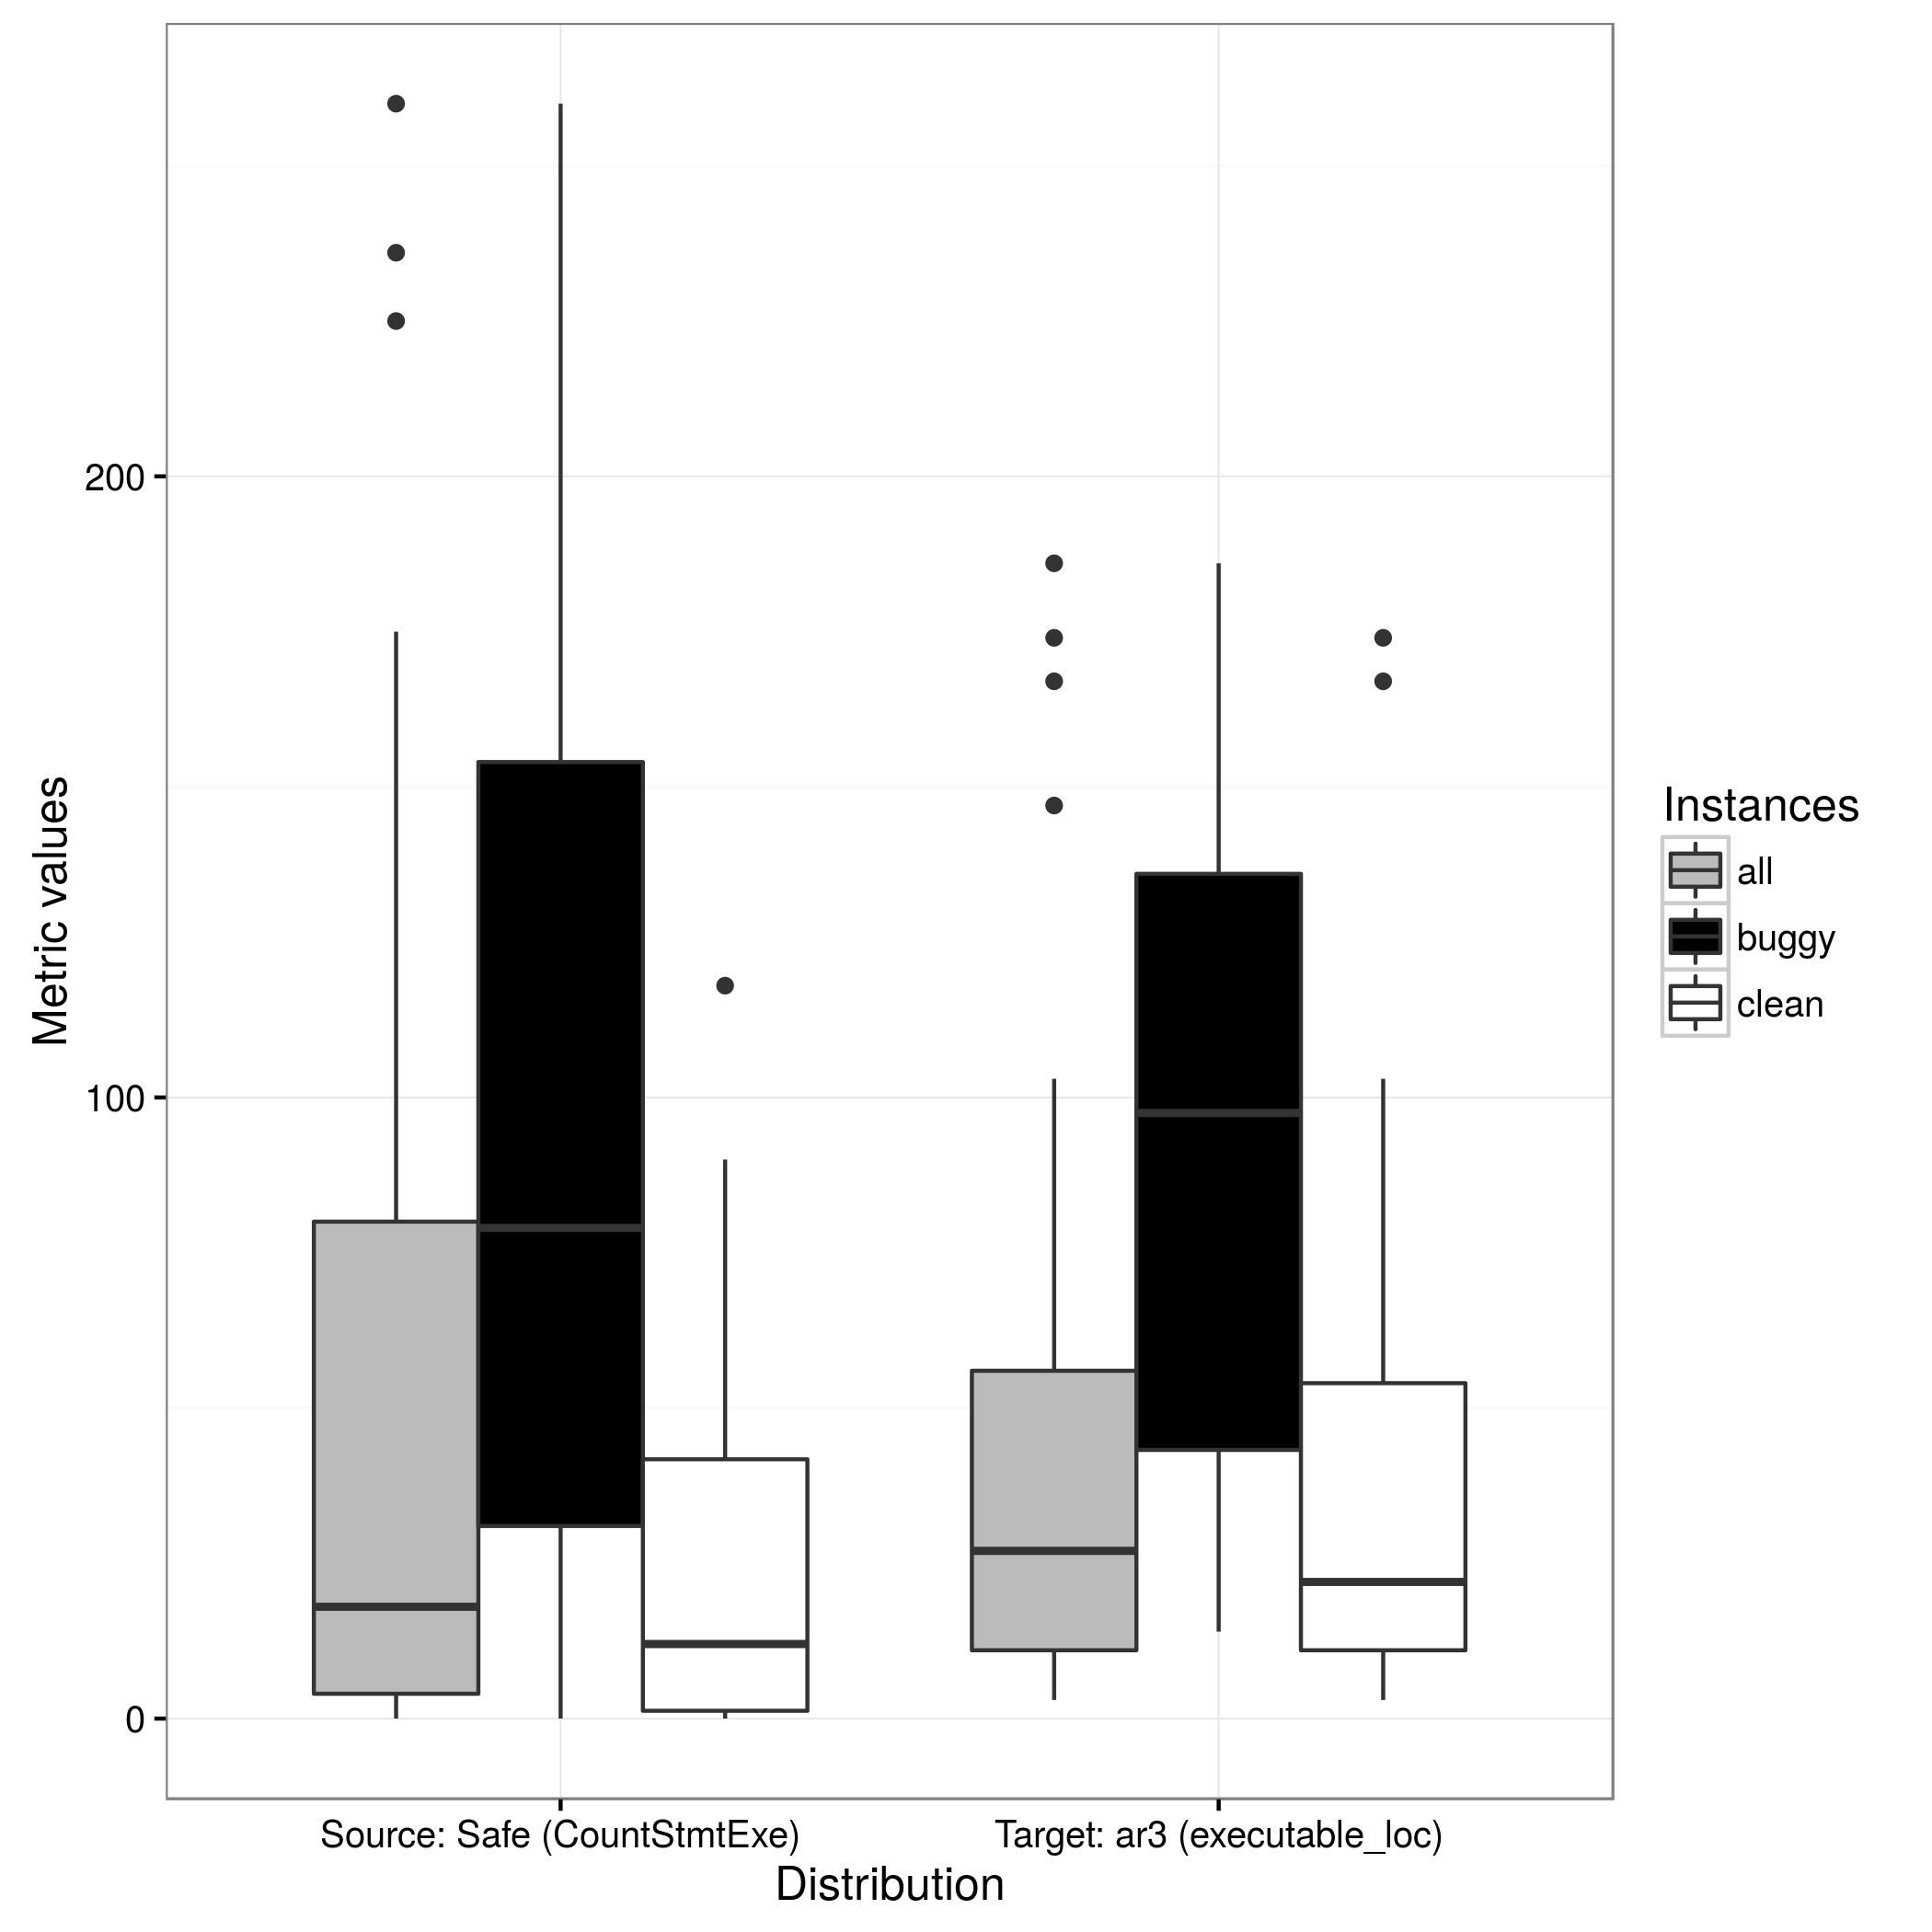 Metric values
200
100
0
Source: Safe (CountStmtExe)
Target: ar3 (executable_loc)
Distribution
Instances
all
buggy
clean